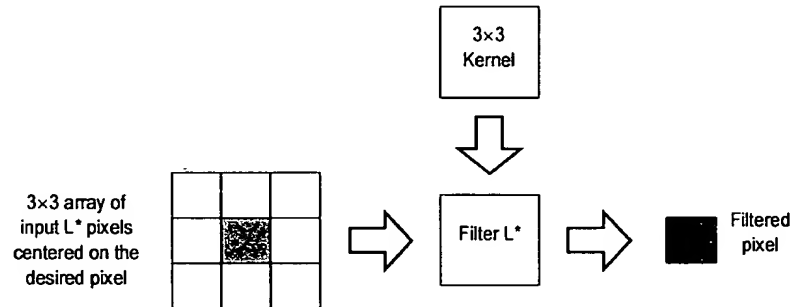 3×3
Kernel
3×3 array of
input L* pixels
centered on the
desired pixel
Filter L*
Filtered
pixel